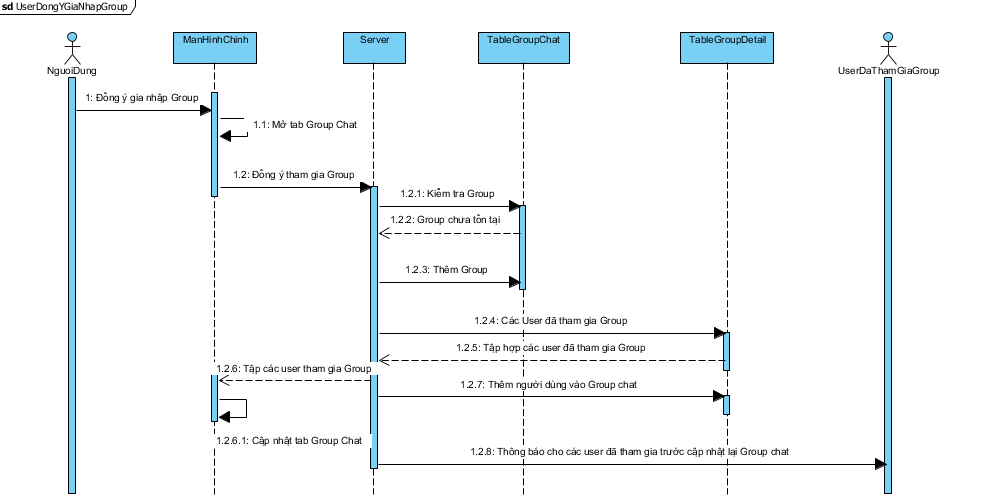 sd UserDongYGiaNhapGroup
ManHinhChinh
Server
TableGroupChat
TableGroupDetail
NguoiDung
UserDaThamGiaGroup
1: Đồng ý gia nhập Group
1.1: Mở tab Group Chat
1.2: Đồng ý tham gia Group
1.2.1: Kiểm tra Group
1.2.2: Group chưa tồn tại
1.2.3: Thêm Group
1.2.4: Các User đã tham gia Group
1.2.5: Tập hợp các user đã tham gia Group
1.2.6: Tập các user tham gia Group
1.2.7: Thêm người dùng vào Group chat
1.2.6.1: Cập nhật tab Group Chat
1.2.8: Thông báo cho các user đã tham gia trước cập nhật lại Group chat